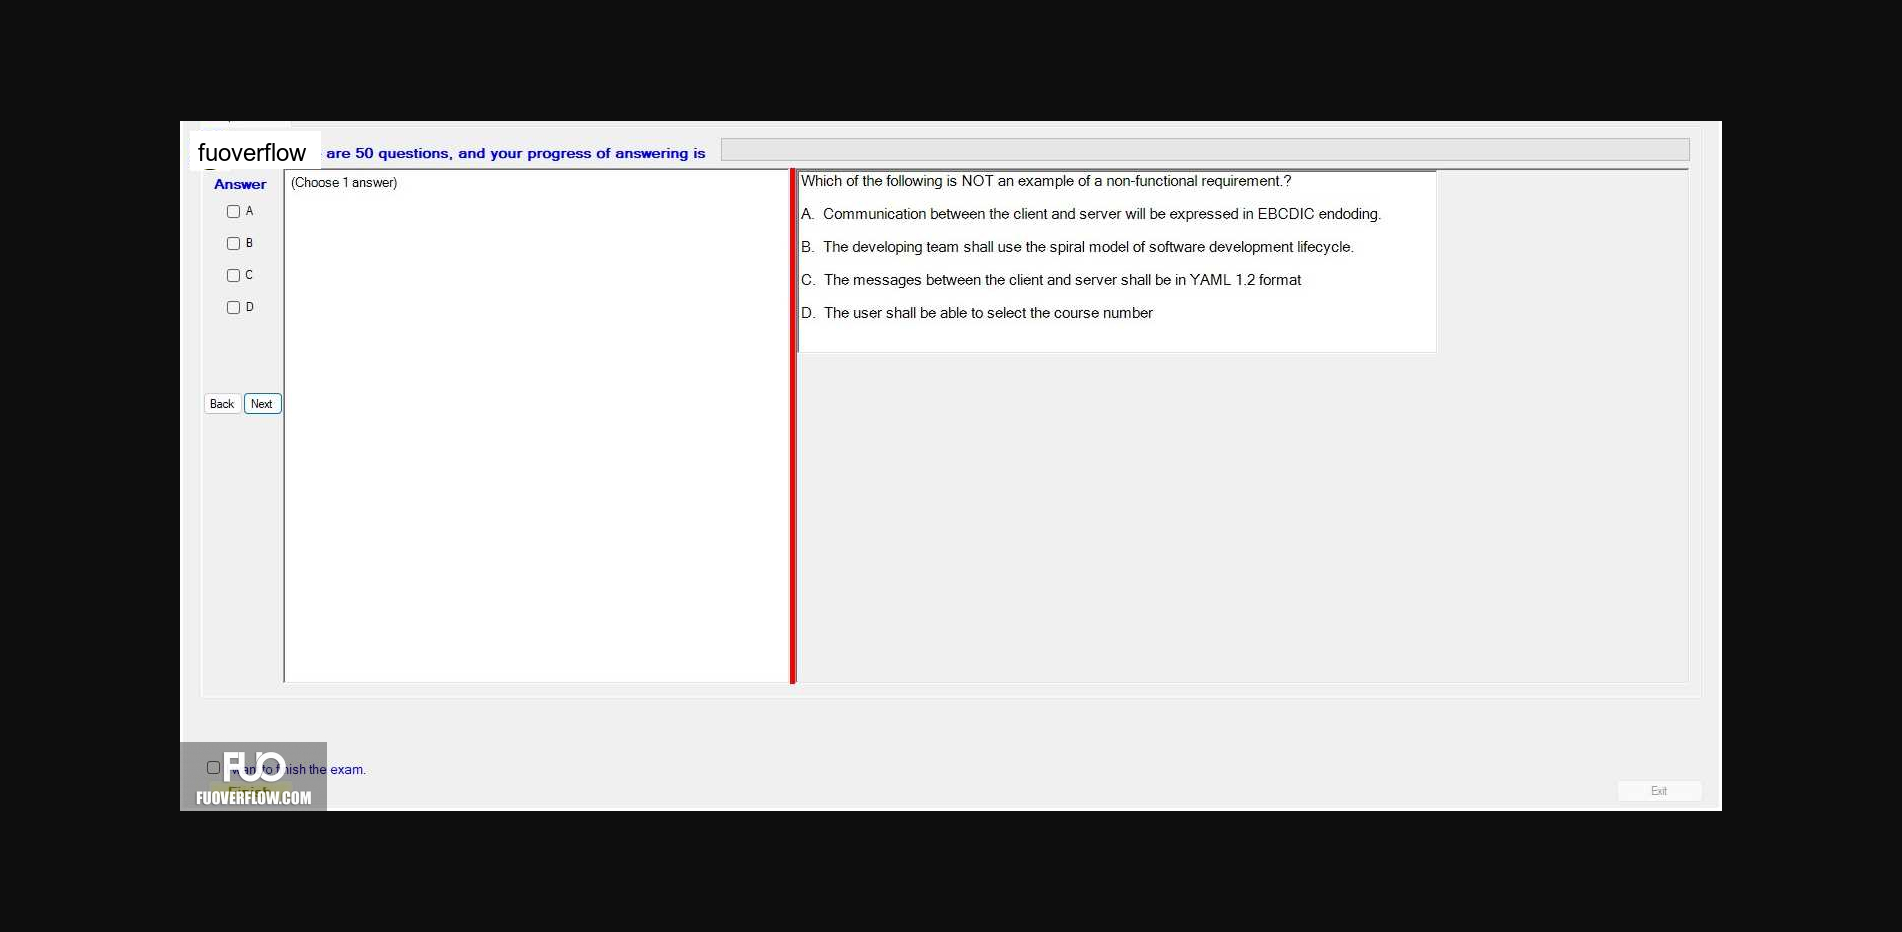 fuoverflow are 50 questions, and your progress of answering is
Answer
(Choose 1 answer)
A
B
C
D
Back Next
Which of the following is NOT an example of a non-functional requirement.?
A. Communication between the client and server will be expressed in EBCDIC endoding.
B. The developing team shall use the spiral model of software development lifecycle.
C. The messages between the client and server shall be in YAML 1.2 format
D. The user shall be able to select the course number
FUO
to the exam.
FUOVERFLOW.COM
Exit